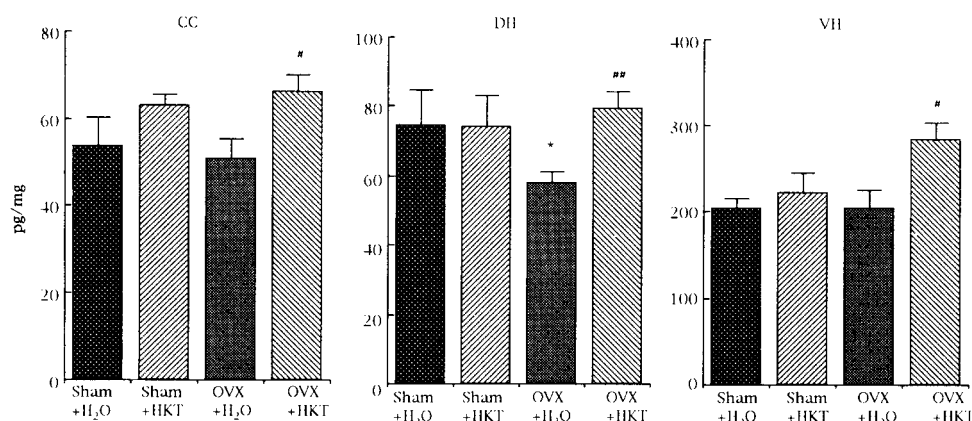 CC
80
60
40
20
0
pg/mg
#
Sham
+H₂O
Sham
+HKT
OVX
+H₂O
OVX
+HKT
DH
100
80
60
40
20
0
*
##
Sham
+H₂O
Sham
+HKT
OVX
+H₂O
OVX
+HKT
VH
400
300
200
100
0
#
Sham
+H₂O
Sham
+HKT
OVX
+H₂O
OVX
+HKT